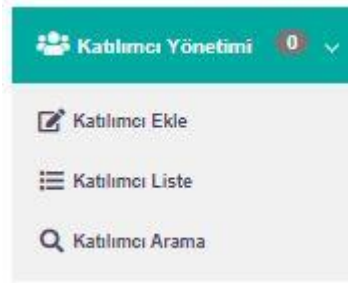 Katılımcı Yönetimi 0
Katılımcı Ekle
Katılımcı Liste
Katılımcı Arama